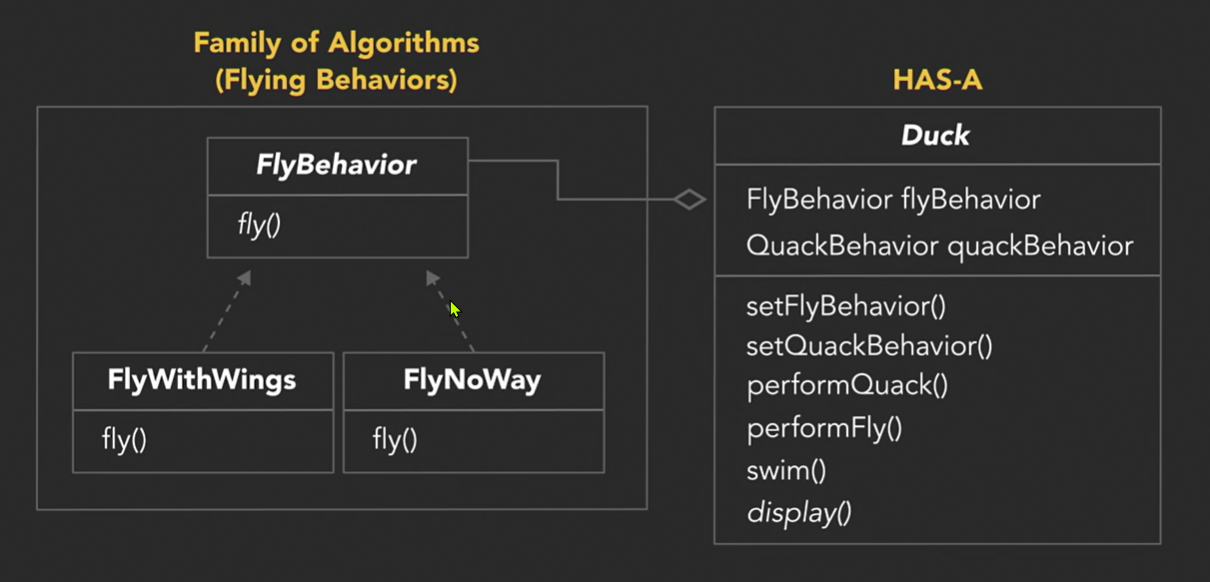 Family of Algorithms
(Flying Behaviors)
FlyBehavior
fly()
FlyWithWings
fly()
FlyNoWay
fly()
HAS-A
Duck
FlyBehavior flyBehavior
QuackBehavior quackBehavior
setFlyBehavior()
setQuackBehavior()
performQuack()
performFly()
swim()
display()